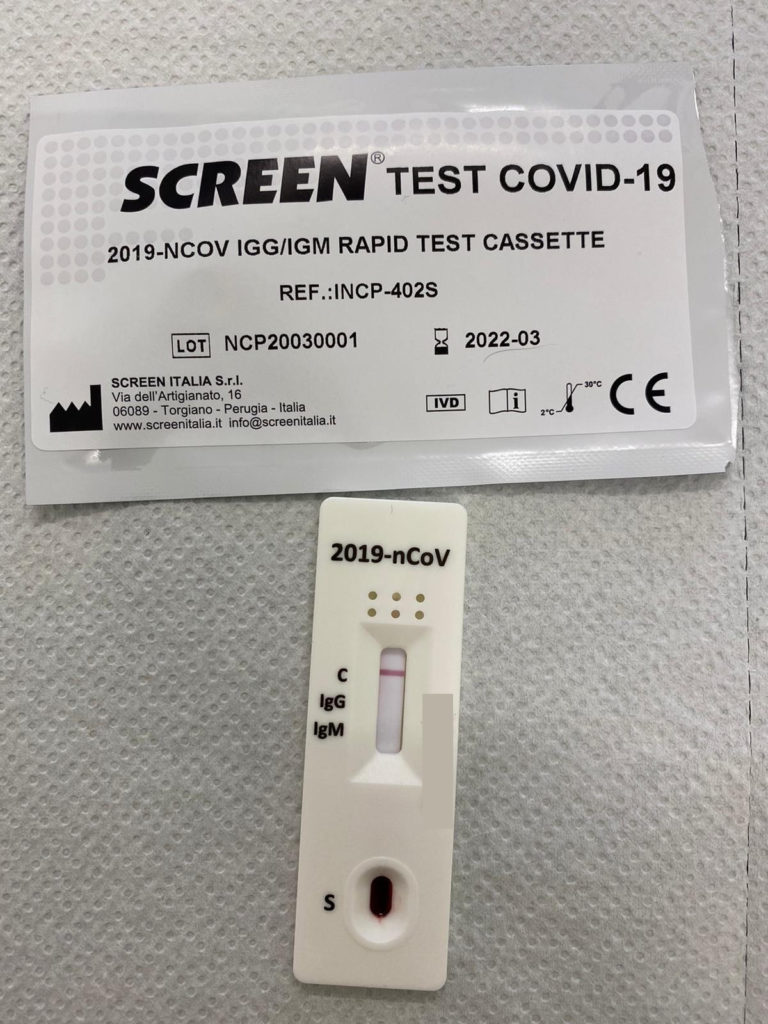 SCREEN® TEST COVID-19
2019-NCOV IGG/IGM RAPID TEST CASSETTE
REF.:INCP-402S
LOT NCP20030001 2022-03
SCREEN ITALIA S.r.l.
Via dell'Artigianato, 16
06089 - Torgiano - Perugia - Italia
www.screenitalia.it info@screenitalia.it
IVD i 2°C 30°C CE
2019-nCoV
C
IgG
IgM
S